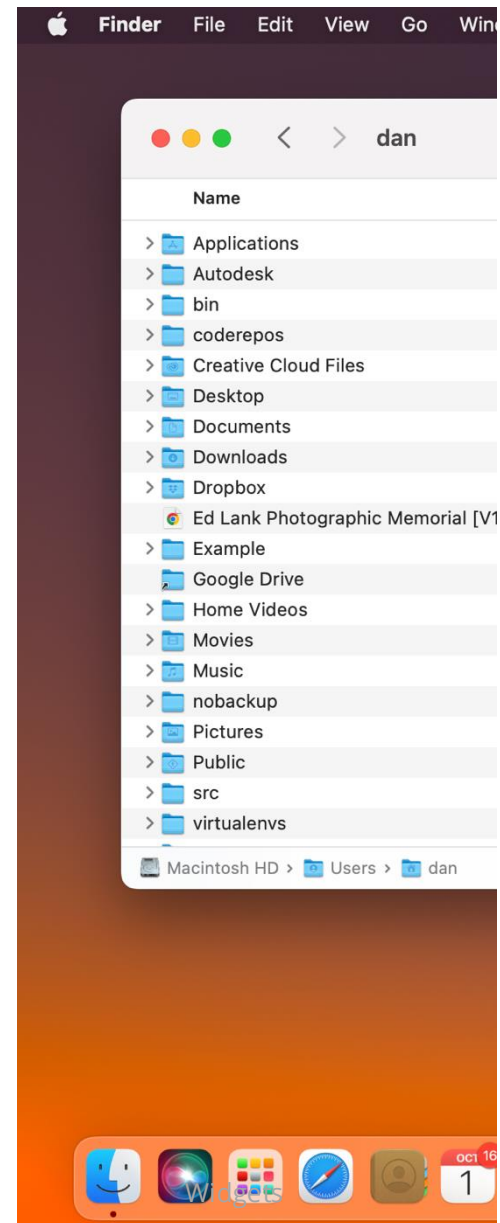 Finder File Edit View Go
dan
Name
Applications
Autodesk
bin
coderepos
Creative Cloud Files
Desktop
Documents
Downloads
Dropbox
Ed Lank Photographic Memorial [V1
Example
Google Drive
Home Videos
Movies
Music
nobackup
Pictures
Public
src
virtualenvs
Macintosh HD > Users > dan
OCT 16
1
Widgets